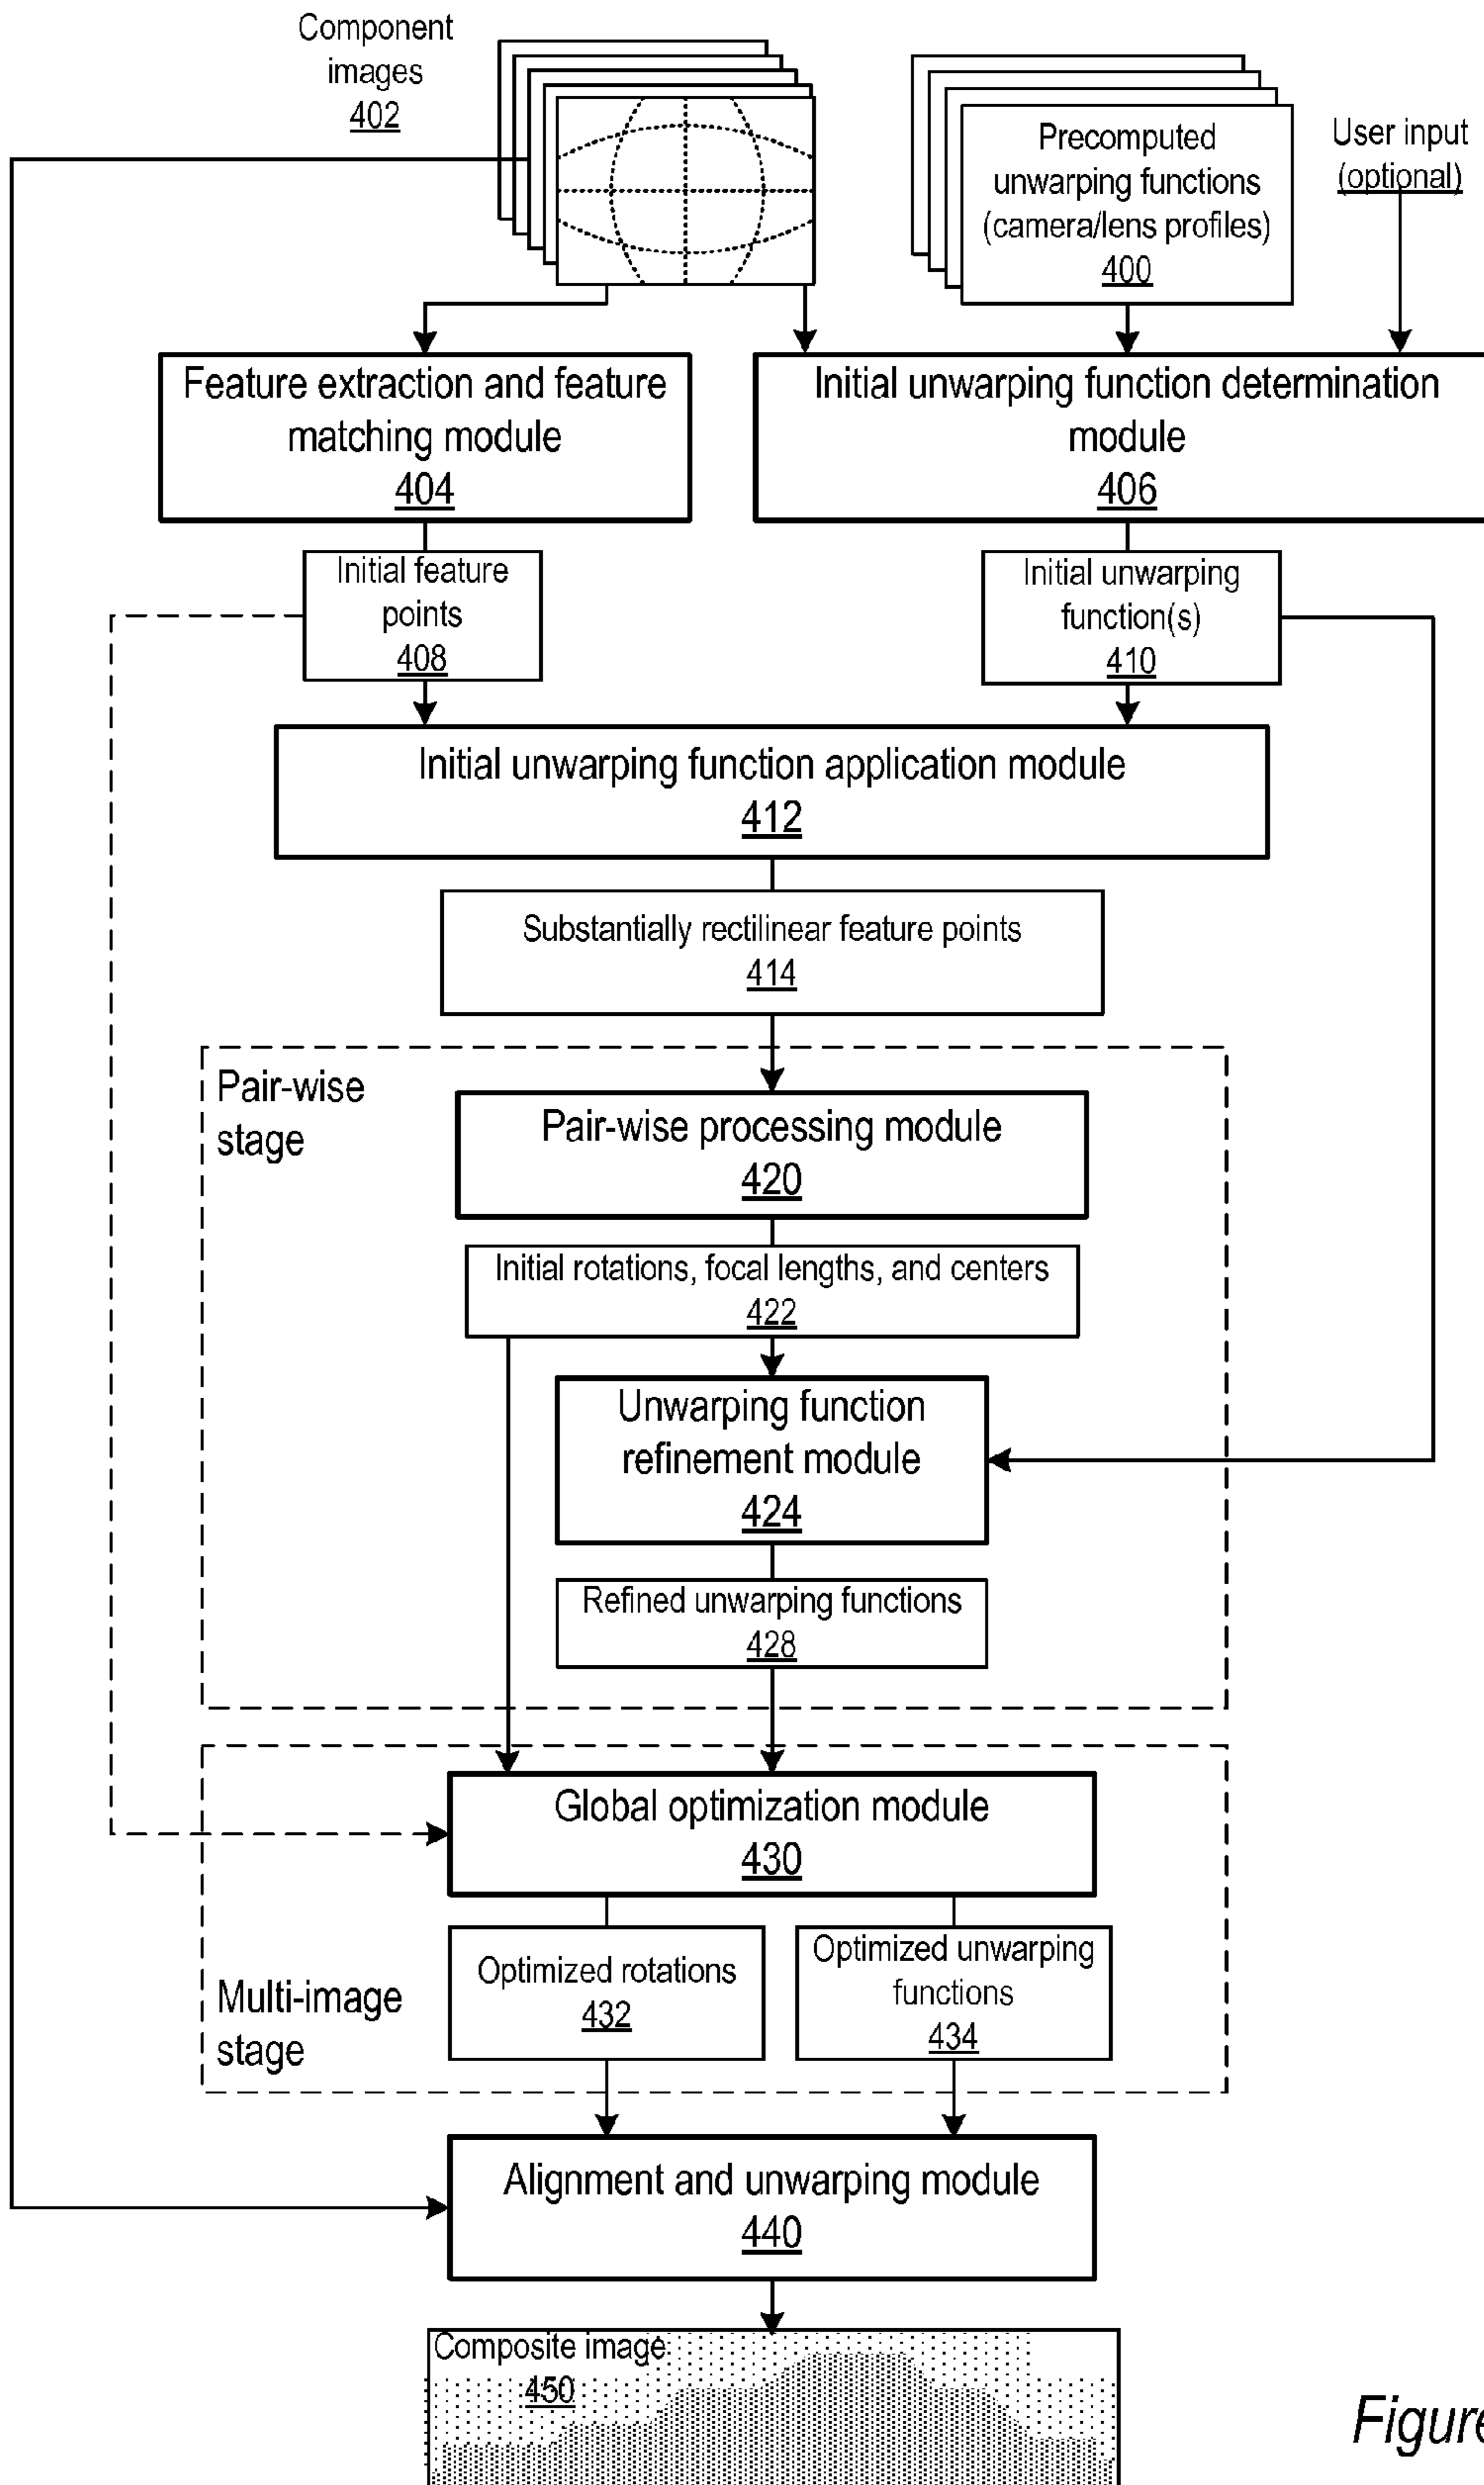 Component
images
402
Precomputed
unwarping functions
(camera/lens profiles)
400
User input
(optional)
Feature extraction and feature
matching module
404
Initial unwarping function determination
module
406
Initial feature
points
408
Initial unwarping
function(s)
410
Initial unwarping function application module
412
Substantially rectilinear feature points
414
Pair-wise
stage
Pair-wise processing module
420
Initial rotations, focal lengths, and centers
422
Unwarping function
refinement module
424
Refined unwarping functions
428
Global optimization module
430
Optimized rotations
432
Optimized unwarping
functions
434
Multi-image
stage
Alignment and unwarping module
440
Composite image
450
Figure